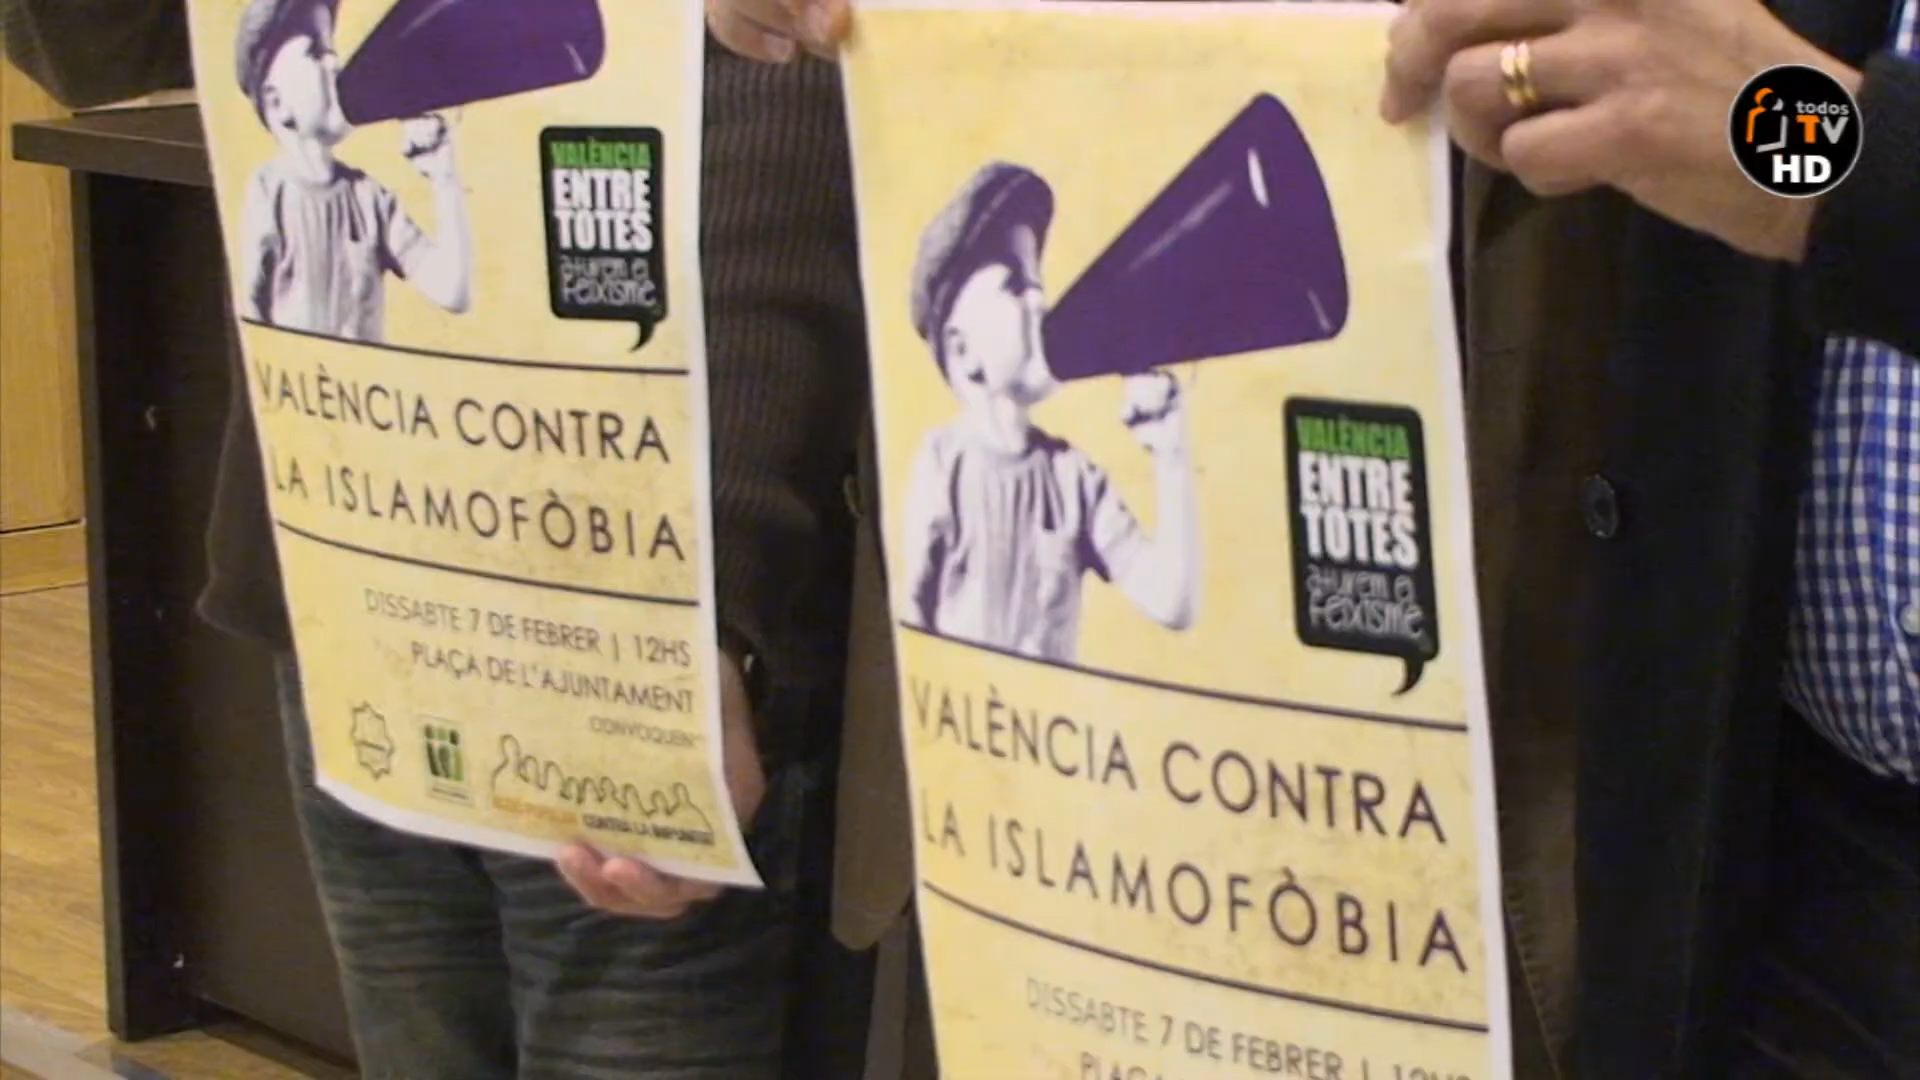 VALÈNCIA
ENTRE
TOTES
aturem el
feixisme
VALÈNCIA CONTRA
LA ISLAMOFÒBIA
DISSABTE 7 DE FEBRER | 12HS
PLAÇA DE L'AJUNTAMENT
CONVOQUEN
CONTRA LA IMPUNITAT
VALÈNCIA
ENTRE
TOTES
aturem el
feixisme
VALÈNCIA CONTRA
LA ISLAMOFÒBIA
DISSABTE 7 DE FEBRER | 12HS
todos
TV
HD